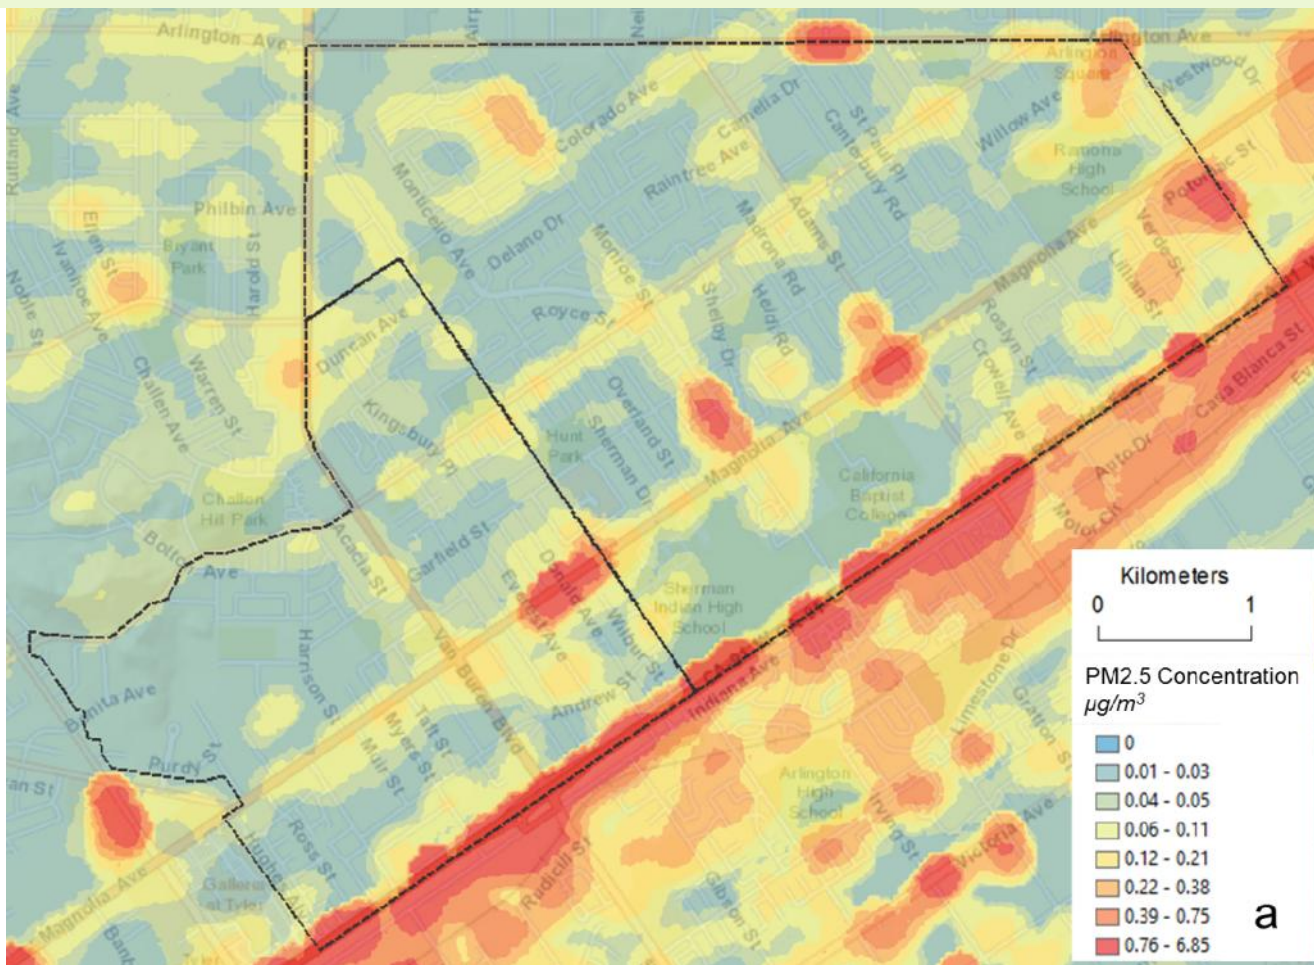 Arlington Ave
Arlington Ave
Arlington
Square
Westwood Dr
Rutland Ave
Colorado Ave
Camelia Dr
St Paul Pl
Canterbury Rd
Willow Ave
Ramona
High
School
Potomac St
Raintree Ave
Monticello Ave
Philbin Ave
Ellen St
Bryant
Park
Harold St
Ivanhoe Ave
Noble St
Delano Dr
Madrona Rd
Adams St
Magnolia Ave
Verde St
Lillian St
Monroe St
Royce St
Shelby Dr
Heidi Rd
Duncan Ave
Roslyn St
Crowell Ave
Casa Blanca St
Challen Ave
Warren St
Kingsbury Pl
Overland St
Hunt
Park
Sherman Dr
Magnolia Ave
Auto Dr
California
Baptist
College
Challen
Hill Park
Garfield St
Acacia St
Ave
Donald Ave
Everest Ave
Wilbur St
Sherman
Indian High
School
Harrison St
Van Buren Blvd
Andrew St
Indiana Ave
Limestone Dr
Gratton St
Bonita Ave
Taft St
Myers St
Muir St
Purdy St
Arlington
High
School
Irving St
Victoria Ave
Ross St
Radicili St
Gibson St
Galleria
at Tyler
Magnolia Ave
Tyler
Kilometers
0 1
PM2.5 Concentration
µg/m³
0
0.01 - 0.03
0.04 - 0.05
0.06 - 0.11
0.12 - 0.21
0.22 - 0.38
0.39 - 0.75
0.76 - 6.85
a